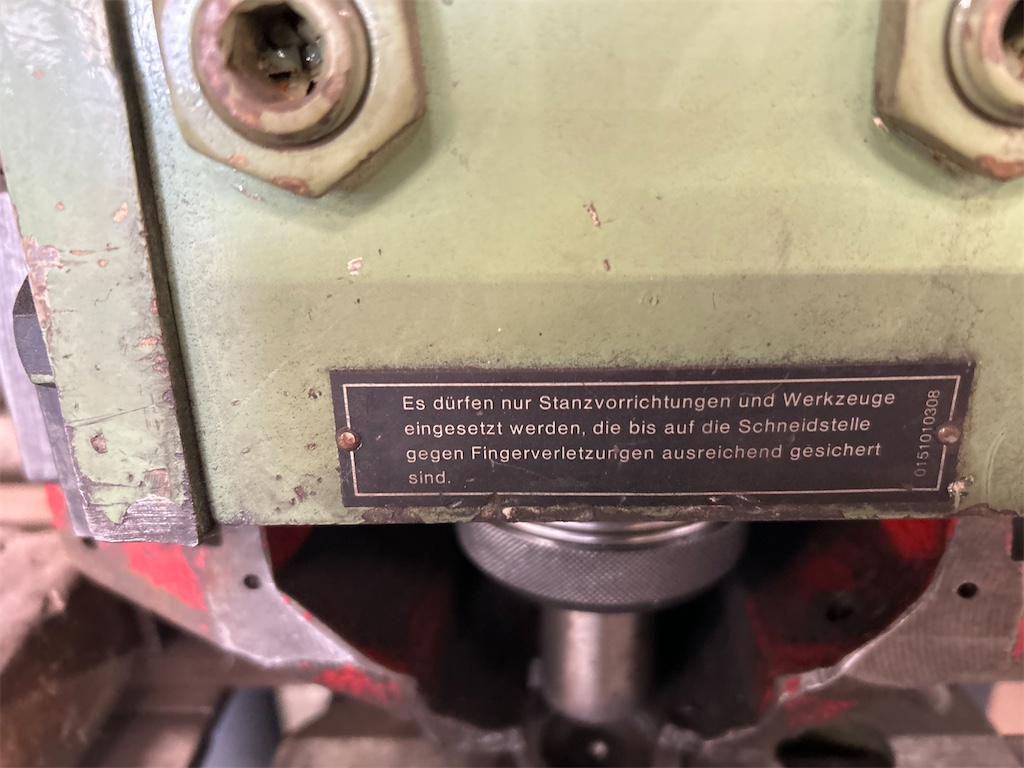 Es dürfen nur Stanzvorrichtungen und Werkzeuge
eingesetzt werden, die bis auf die Schneidstelle
gegen Fingerverletzungen ausreichend gesichert
sind.
0151010308